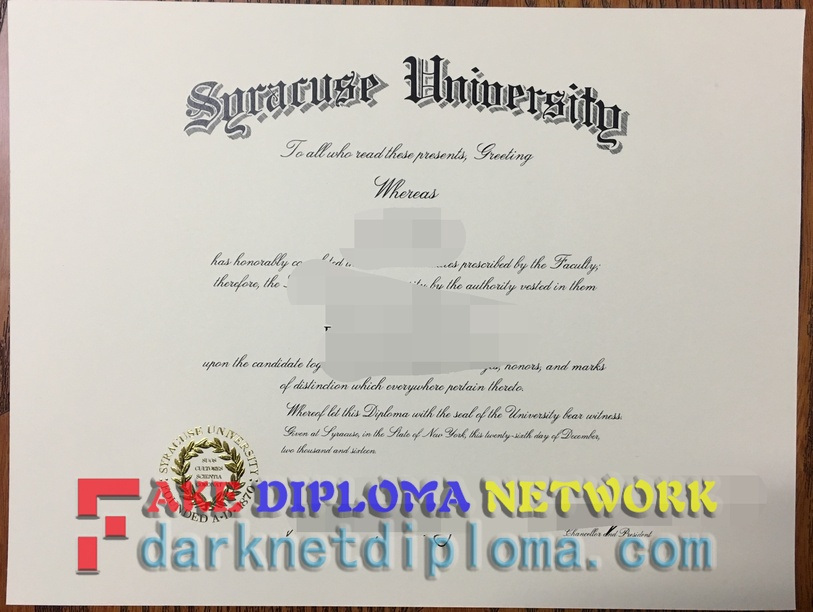 Syracuse University
To all who read these presents, Greeting
Whereas
has honorably prescribed by the Faculty;
therefore, the by the authority vested in them
upon the candidate honors, and marks
of distinction which everywhere pertain thereto.
Whereof let this Diploma with the seal of the University bear witness.
Given at Syracuse, in the State of New York, this twenty-sixth day of December,
two thousand and sixteen.
SYRACUSE UNIVERSITY
SUOS
CULTORES
SCIENTIA
FAKE DIPLOMA NETWORK
Chancellor and President
darknetdiploma.com